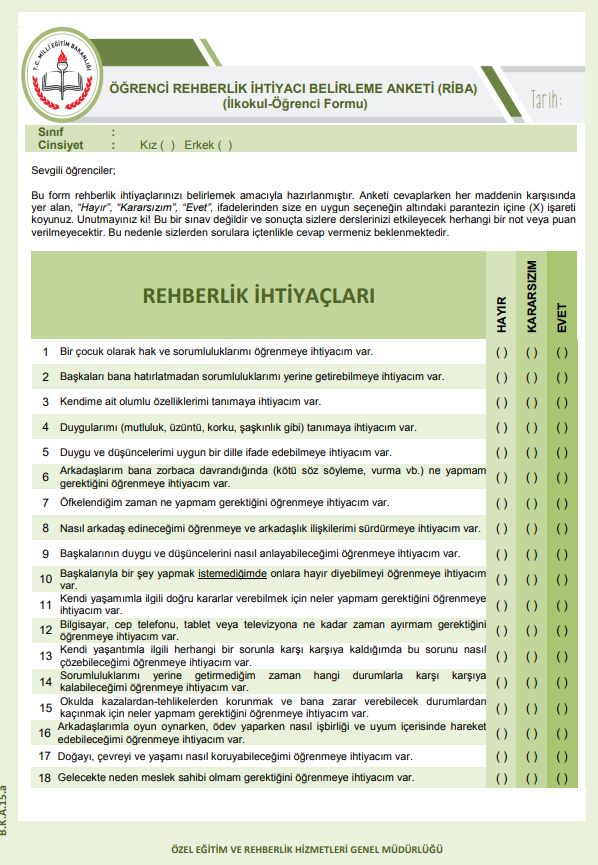 T.C. MİLLİ EĞİTİM BAKANLIĞI
ÖĞRENCİ REHBERLİK İHTİYACI BELİRLEME ANKETİ (RİBA)
(İlkokul-Öğrenci Formu)
Tarih:
Sınıf :
Cinsiyet : Kız ( ) Erkek ( )
Sevgili öğrenciler;
Bu form rehberlik ihtiyaçlarınızı belirlemek amacıyla hazırlanmıştır. Anketi cevaplarken her maddenin karşısında
yer alan, “Hayır”, “Kararsızım”, “Evet”, ifadelerinden size en uygun seçeneğin altındaki parantezin içine (X) işareti
koyunuz. Unutmayınız ki! Bu bir sınav değildir ve sonuçta sizlere derslerinizi etkileyecek herhangi bir not veya puan
verilmeyecektir. Bu nedenle sizlerden sorulara içtenlikle cevap vermeniz beklenmektedir.
REHBERLİK İHTİYAÇLARI
HAYIR
KARARSIZIM
EVET
1 Bir çocuk olarak hak ve sorumluluklarımı öğrenmeye ihtiyacım var. ( ) ( ) ( )
2 Başkaları bana hatırlatmadan sorumluluklarımı yerine getirebilmeye ihtiyacım var. ( ) ( ) ( )
3 Kendime ait olumlu özelliklerimi tanımaya ihtiyacım var. ( ) ( ) ( )
4 Duygularımı (mutluluk, üzüntü, korku, şaşkınlık gibi) tanımaya ihtiyacım var. ( ) ( ) ( )
5 Duygu ve düşüncelerimi uygun bir dille ifade edebilmeye ihtiyacım var. ( ) ( ) ( )
6 Arkadaşlarım bana zorbaca davrandığında (kötü söz söyleme, vurma vb.) ne yapmam
gerektiğini öğrenmeye ihtiyacım var. ( ) ( ) ( )
7 Öfkelendiğim zaman ne yapmam gerektiğini öğrenmeye ihtiyacım var. ( ) ( ) ( )
8 Nasıl arkadaş edineceğimi öğrenmeye ve arkadaşlık ilişkilerimi sürdürmeye ihtiyacım var. ( ) ( ) ( )
9 Başkalarının duygu ve düşüncelerini nasıl anlayabileceğimi öğrenmeye ihtiyacım var. ( ) ( ) ( )
10 Başkalarıyla bir şey yapmak istemediğimde onlara hayır diyebilmeyi öğrenmeye ihtiyacım
var. ( ) ( ) ( )
11 Kendi yaşamımla ilgili doğru kararlar verebilmek için neler yapmam gerektiğini öğrenmeye
ihtiyacım var. ( ) ( ) ( )
12 Bilgisayar, cep telefonu, tablet veya televizyona ne kadar zaman ayırmam gerektiğini
öğrenmeye ihtiyacım var. ( ) ( ) ( )
13 Kendi yaşantımla ilgili herhangi bir sorunla karşı karşıya kaldığımda bu sorunu nasıl
çözebileceğimi öğrenmeye ihtiyacım var. ( ) ( ) ( )
14 Sorumluluklarımı yerine getirmediğim zaman hangi durumlarla karşı karşıya
kalabileceğimi öğrenmeye ihtiyacım var. ( ) ( ) ( )
15 Okulda kazalardan-tehlikelerden korunmak ve bana zarar verebilecek durumlardan
kaçınmak için neler yapmam gerektiğini öğrenmeye ihtiyacım var. ( ) ( ) ( )
16 Arkadaşlarımla oyun oynarken, ödev yaparken nasıl işbirliği ve uyum içerisinde hareket
edebileceğimi öğrenmeye ihtiyacım var. ( ) ( ) ( )
17 Doğayı, çevreyi ve yaşamı nasıl koruyabileceğimi öğrenmeye ihtiyacım var. ( ) ( ) ( )
18 Gelecekte neden meslek sahibi olmam gerektiğini öğrenmeye ihtiyacım var. ( ) ( ) ( )
B.K.A.15.a
ÖZEL EĞİTİM VE REHBERLİK HİZMETLERİ GENEL MÜDÜRLÜĞÜ